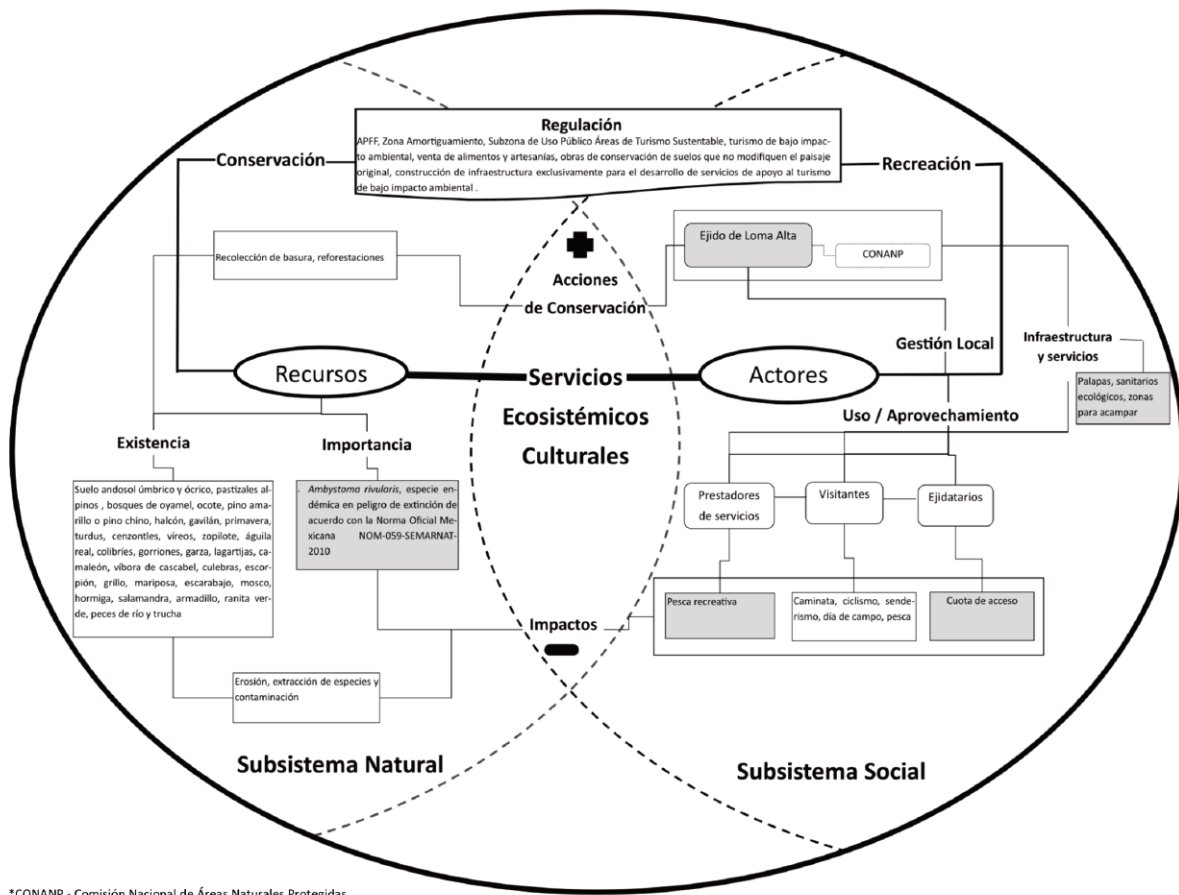 Regulación
APFF, Zona Amortiguamiento, Subzona de Uso Público Áreas de Turismo Sustentable, turismo de bajo impac-
to ambiental, venta de alimentos y artesanías, obras de conservación de suelos que no modifiquen el paisaje
original, construcción de infraestructura exclusivamente para el desarrollo de servicios de apoyo al turismo
de bajo impacto ambiental .
Conservación
Recreación
Recolección de basura, reforestaciones
Acciones
de Conservación
Ejido de Loma Alta
CONANP
Gestión Local
Infraestructura
y servicios
Palapas, sanitarios
ecológicos, zonas
para acampar
Recursos
Servicios
Ecosistémicos
Culturales
Actores
Uso / Aprovechamiento
Existencia
Importancia
Suelo andosol úmbrico y ócrico, pastizales al-
pinos , bosques de oyamel, ocote, pino ama-
rillo o pino chino, halcón, gavilán, primavera,
turdus, cenzontles, vireos, zopilote, águila
real, colibríes, gorriones, garza, lagartijas, ca-
maleón, víbora de cascabel, culebras, escor-
pión, grillo, mariposa, escarabajo, mosco,
hormiga, salamandra, armadillo, ranita ver-
de, peces de río y trucha
. Ambystoma rivularis, especie en-
démica en peligro de extinción de
acuerdo con la Norma Oficial Me-
xicana NOM-059-SEMARNAT-
2010
Prestadores
de servicios
Visitantes
Ejidatarios
Pesca recreativa
Caminata, ciclismo, sende-
rismo, día de campo, pesca
Cuota de acceso
Impactos
Erosión, extracción de especies y
contaminación
Subsistema Natural
Subsistema Social
*CONANP - Comisión Nacional de Áreas Naturales Protegidas